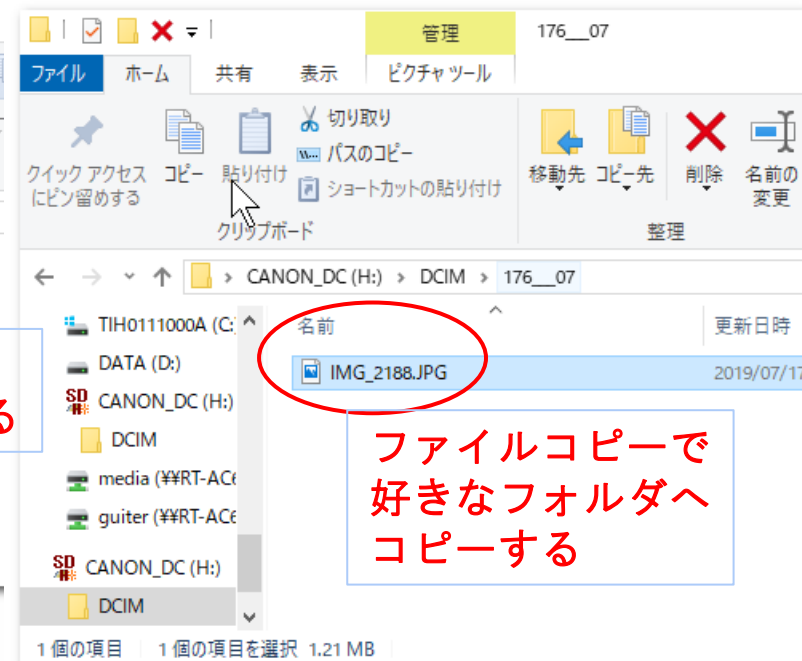 管理
176__07
ファイル
ホーム
共有
表示
ピクチャ ツール
クイック アクセス
にピン留めする
コピー
貼り付け
切り取り
パスのコピー
ショートカットの貼り付け
クリップボード
移動先
コピー先
削除
名前の
変更
整理
CANON_DC (H:) › DCIM › 176__07
TIH0111000A (C:)
DATA (D:)
CANON_DC (H:)
DCIM
media (¥¥RT-AC6
guiter (¥¥RT-AC6
CANON_DC (H:)
DCIM
名前
更新日時
IMG_2188.JPG
2019/07/17
る
ファイルコピーで
好きなフォルダへ
コピーする
1 個の項目
1 個の項目を選択 1.21 MB